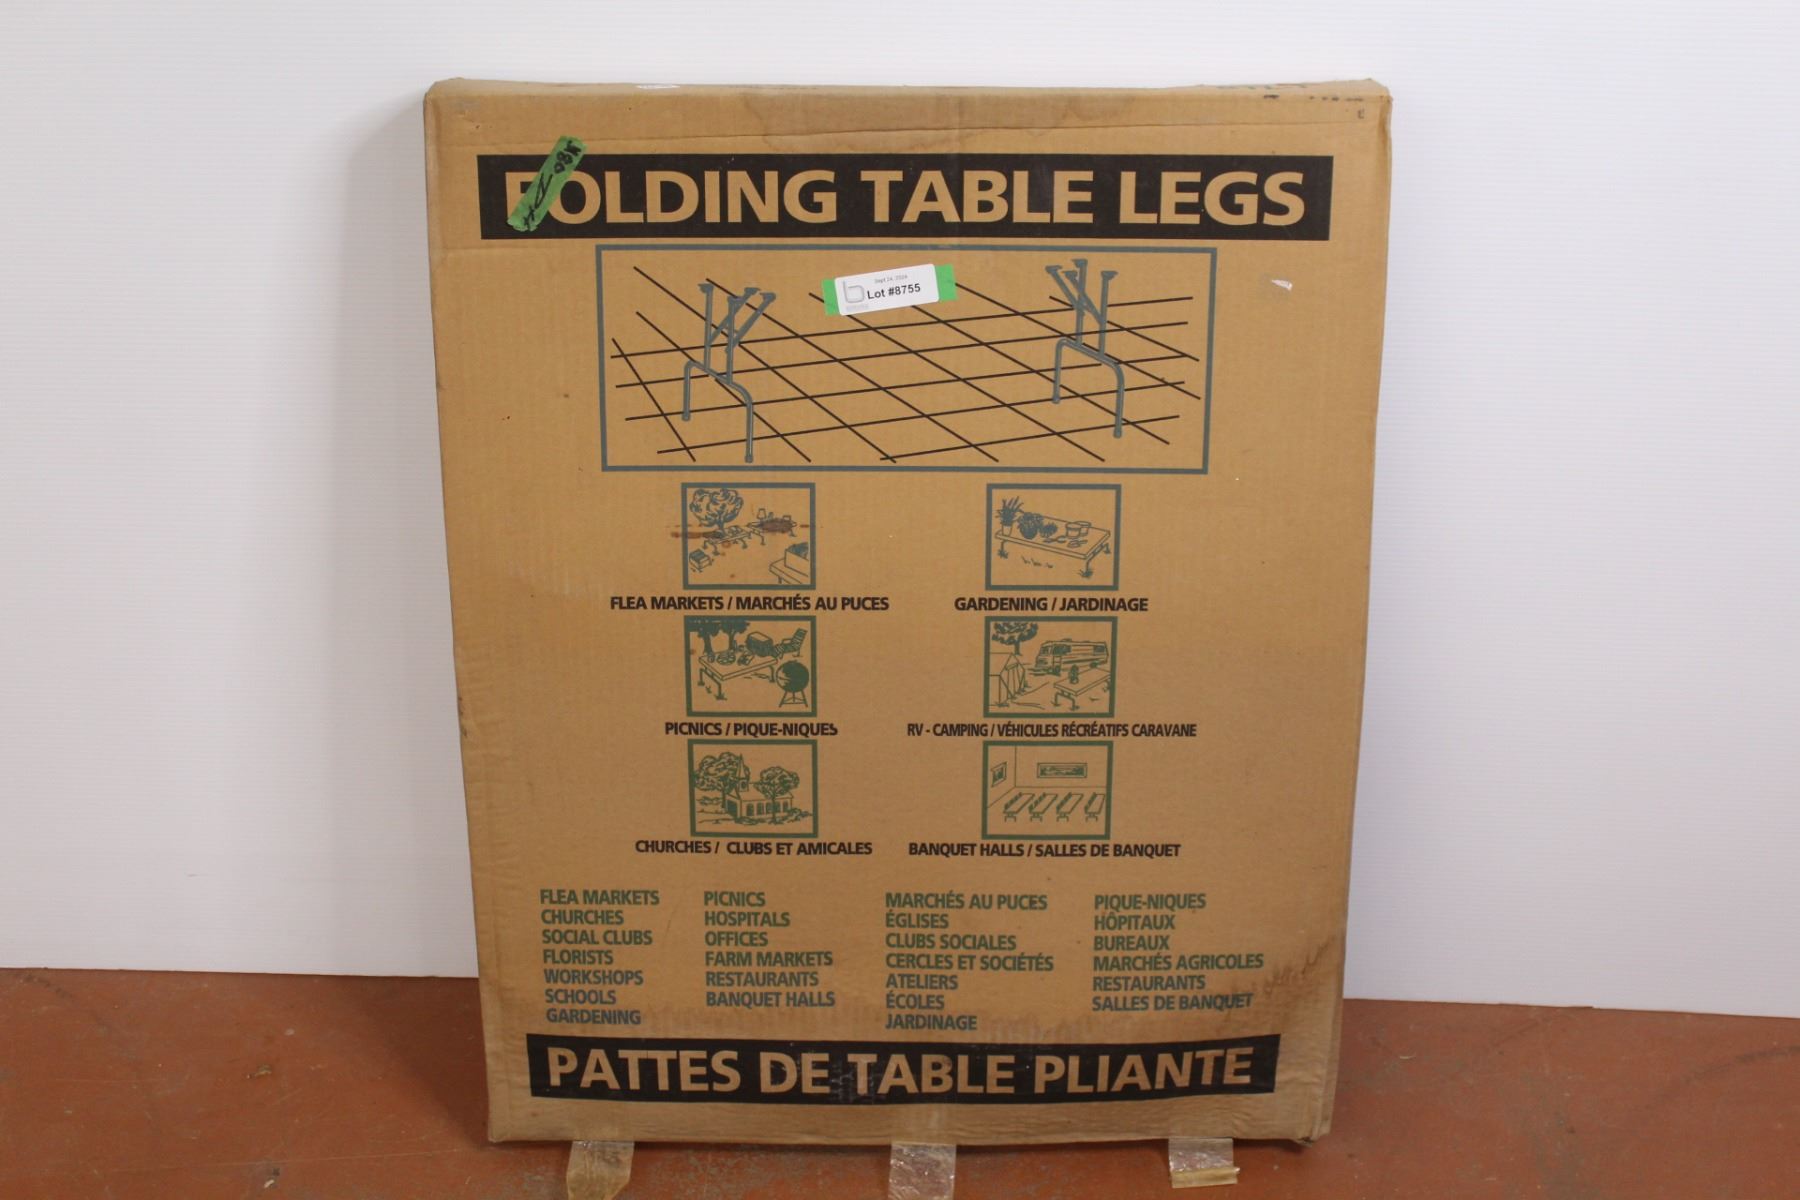 FOLDING TABLE LEGS
Sept 24, 2024
Lot #8755
FLEA MARKETS / MARCHÉS AU PUCES
GARDENING / JARDINAGE
PICNICS / PIQUE-NIQUES
RV - CAMPING / VÉHICULES RÉCRÉATIFS CARAVANE
CHURCHES / CLUBS ET AMICALES
BANQUET HALLS / SALLES DE BANQUET
FLEA MARKETS
CHURCHES
SOCIAL CLUBS
FLORISTS
WORKSHOPS
SCHOOLS
GARDENING
PICNICS
HOSPITALS
OFFICES
FARM MARKETS
RESTAURANTS
BANQUET HALLS
MARCHÉS AU PUCES
ÉGLISES
CLUBS SOCIALES
CERCLES ET SOCIÉTÉS
ATELIERS
ÉCOLES
JARDINAGE
PIQUE-NIQUES
HÔPITAUX
BUREAUX
MARCHÉS AGRICOLES
RESTAURANTS
SALLES DE BANQUET
PATTES DE TABLE PLIANTE